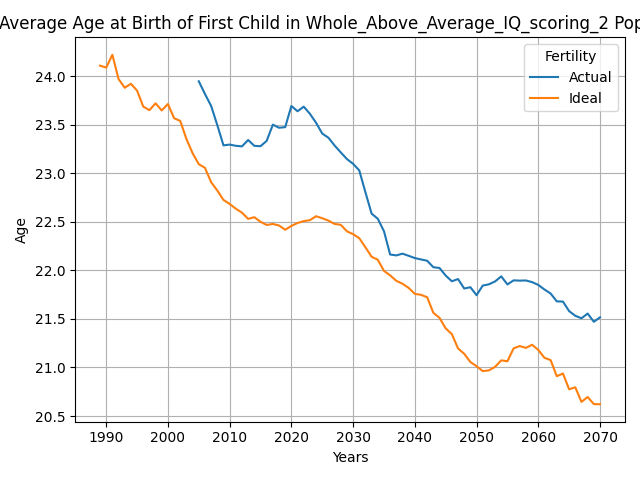 Average Age at Birth of First Child in Whole_Above_Average_IQ_scoring_2 Pop
Fertility
Actual
Ideal
24.0
23.5
23.0
22.5
22.0
21.5
21.0
20.5
Age
1990 2000 2010 2020 2030 2040 2050 2060 2070
Years